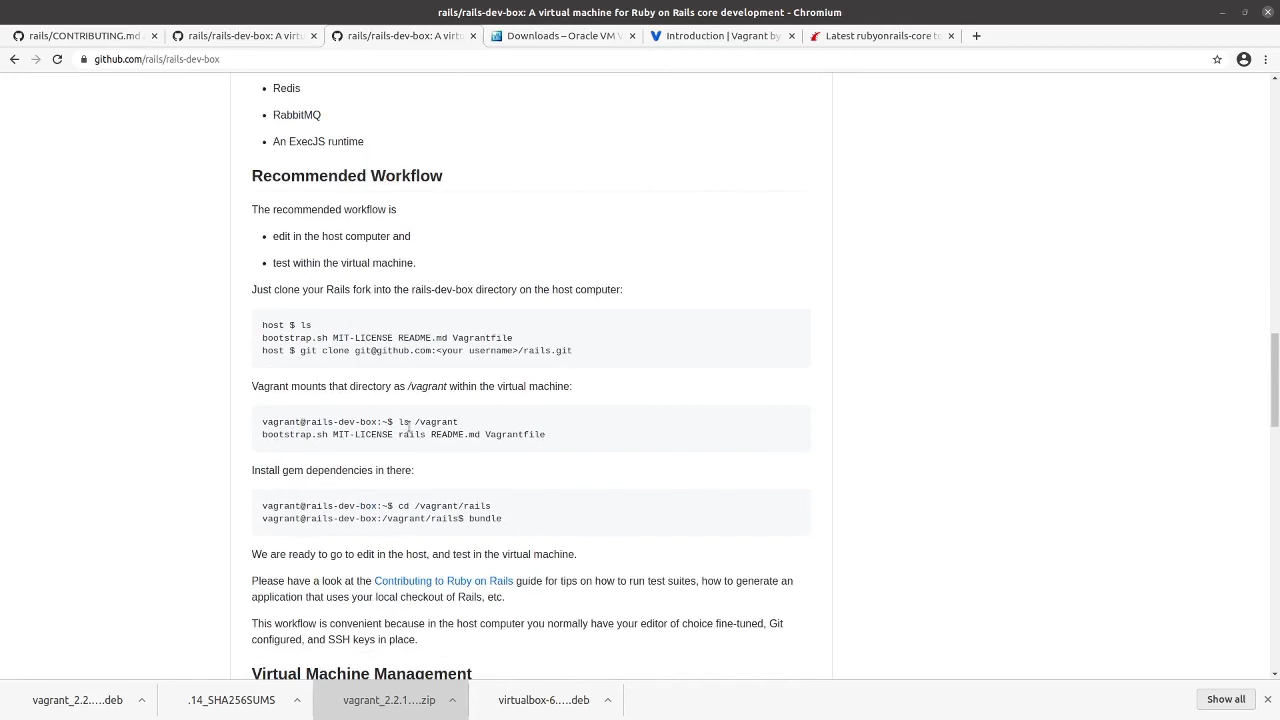 rails/rails-dev-box: A virtual machine for Ruby on Rails core development - Chromium
rails/CONTRIBUTING.md
rails/rails-dev-box: A virtu
rails/rails-dev-box: A virtu
Downloads – Oracle VM V
Introduction | Vagrant by
Latest rubyonrails-core to
github.com/rails/rails-dev-box
Redis
RabbitMQ
An ExecJS runtime
Recommended Workflow
The recommended workflow is
edit in the host computer and
test within the virtual machine.
Just clone your Rails fork into the rails-dev-box directory on the host computer:
host $ ls
bootstrap.sh MIT-LICENSE README.md Vagrantfile
host $ git clone git@github.com:<your username>/rails.git
Vagrant mounts that directory as /vagrant within the virtual machine:
vagrant@rails-dev-box:~$ ls /vagrant
bootstrap.sh MIT-LICENSE rails README.md Vagrantfile
Install gem dependencies in there:
vagrant@rails-dev-box:~$ cd /vagrant/rails
vagrant@rails-dev-box:/vagrant/rails$ bundle
We are ready to go to edit in the host, and test in the virtual machine.
Please have a look at the Contributing to Ruby on Rails guide for tips on how to run test suites, how to generate an
application that uses your local checkout of Rails, etc.
This workflow is convenient because in the host computer you normally have your editor of choice fine-tuned, Git
configured, and SSH keys in place.
Virtual Machine Management
vagrant_2.2.....deb
.14_SHA256SUMS
vagrant_2.2.1....zip
virtualbox-6.....deb
Show all